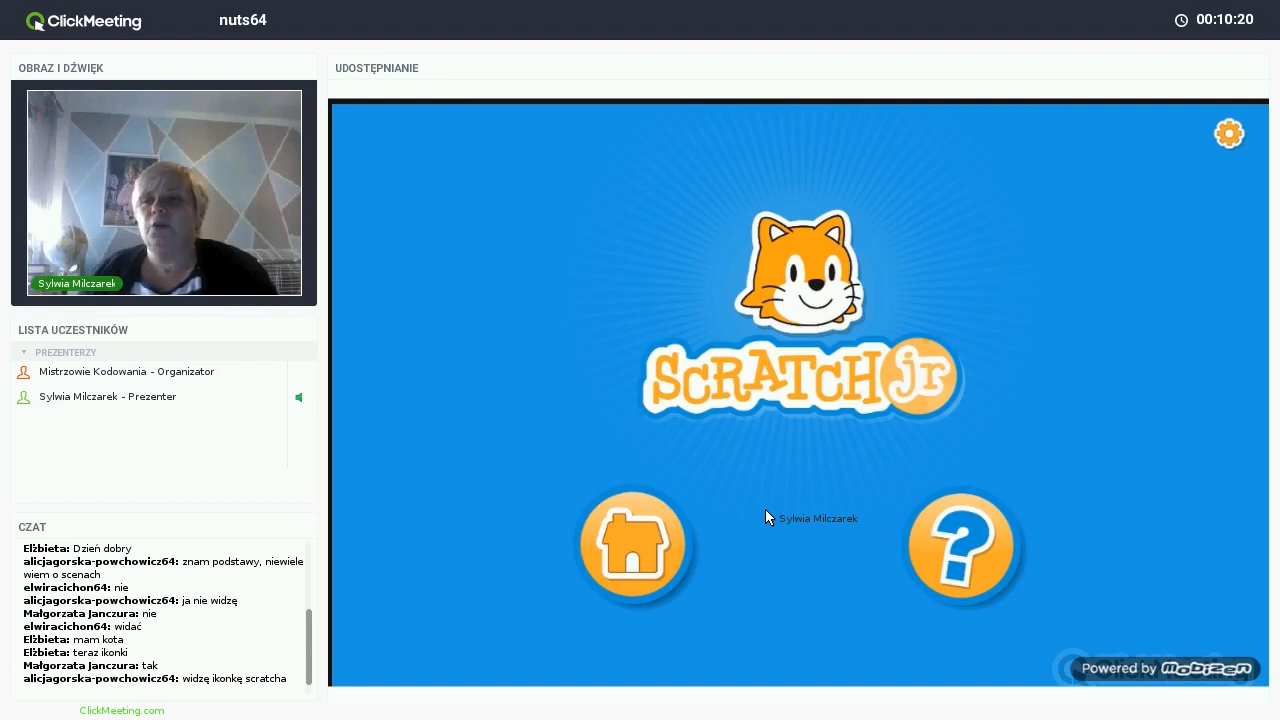 ClickMeeting
nuts64
00:10:20
OBRAZ I DŹWIĘK
Sylwia Milczarek
LISTA UCZESTNIKÓW
PREZENTERZY
Mistrzowie Kodowania - Organizator
Sylwia Milczarek - Prezenter
CZAT
Elżbieta: Dzień dobry
alicjagorska-powchowicz64: znam podstawy, niewiele
wiem o scenach
elwiracichon64: nie
alicjagorska-powchowicz64: ja nie widzę
Małgorzata Janczura: nie
elwiracichon64: widać
Elżbieta: mam kota
Elżbieta: teraz ikonki
Małgorzata Janczura: tak
alicjagorska-powchowicz64: widzę ikonkę scratcha
ClickMeeting.com
UDOSTĘPNIANIE
SCRATCH jr
?
Sylwia Milczarek
Powered by Mobizen